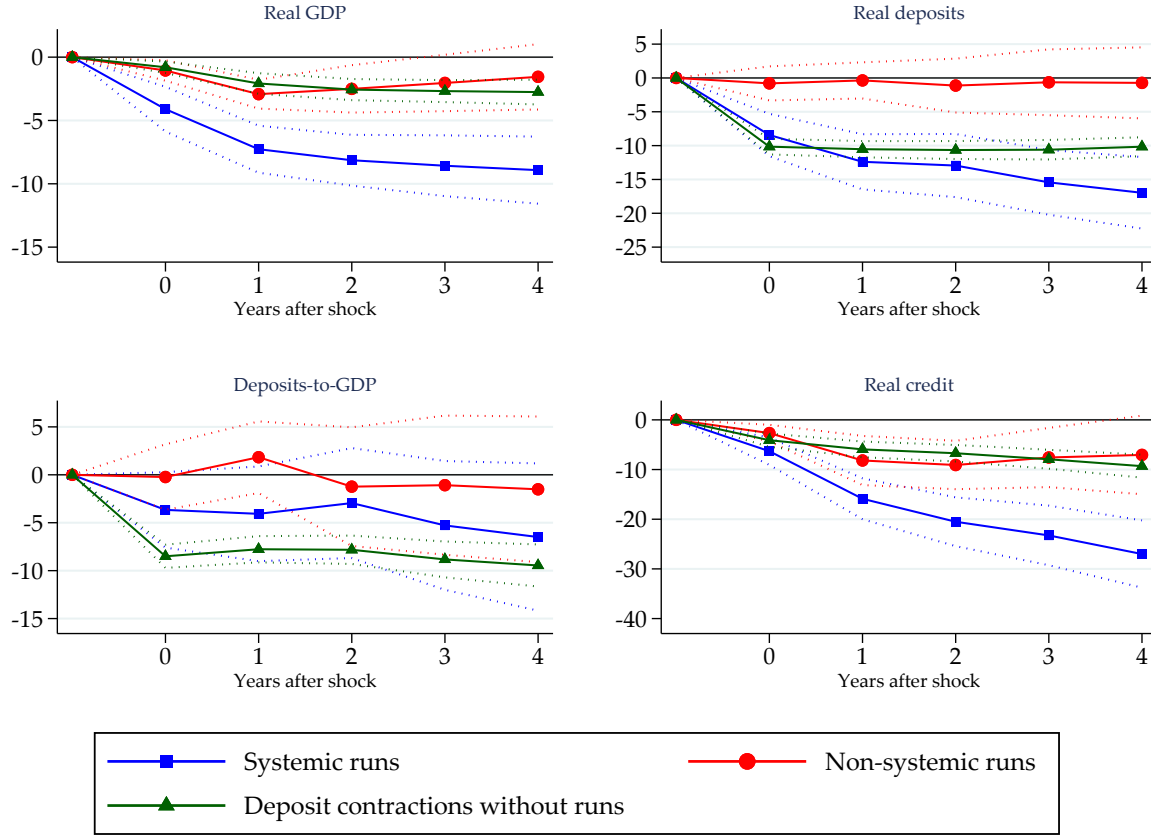 Real GDP
0
-5
-10
-15
0 1 2 3 4
Years after shock
Real deposits
5
0
-5
-10
-15
-20
-25
0 1 2 3 4
Years after shock
Deposits-to-GDP
5
0
-5
-10
-15
0 1 2 3 4
Years after shock
Real credit
0
-10
-20
-30
-40
0 1 2 3 4
Years after shock
Systemic runs
Non-systemic runs
Deposit contractions without runs